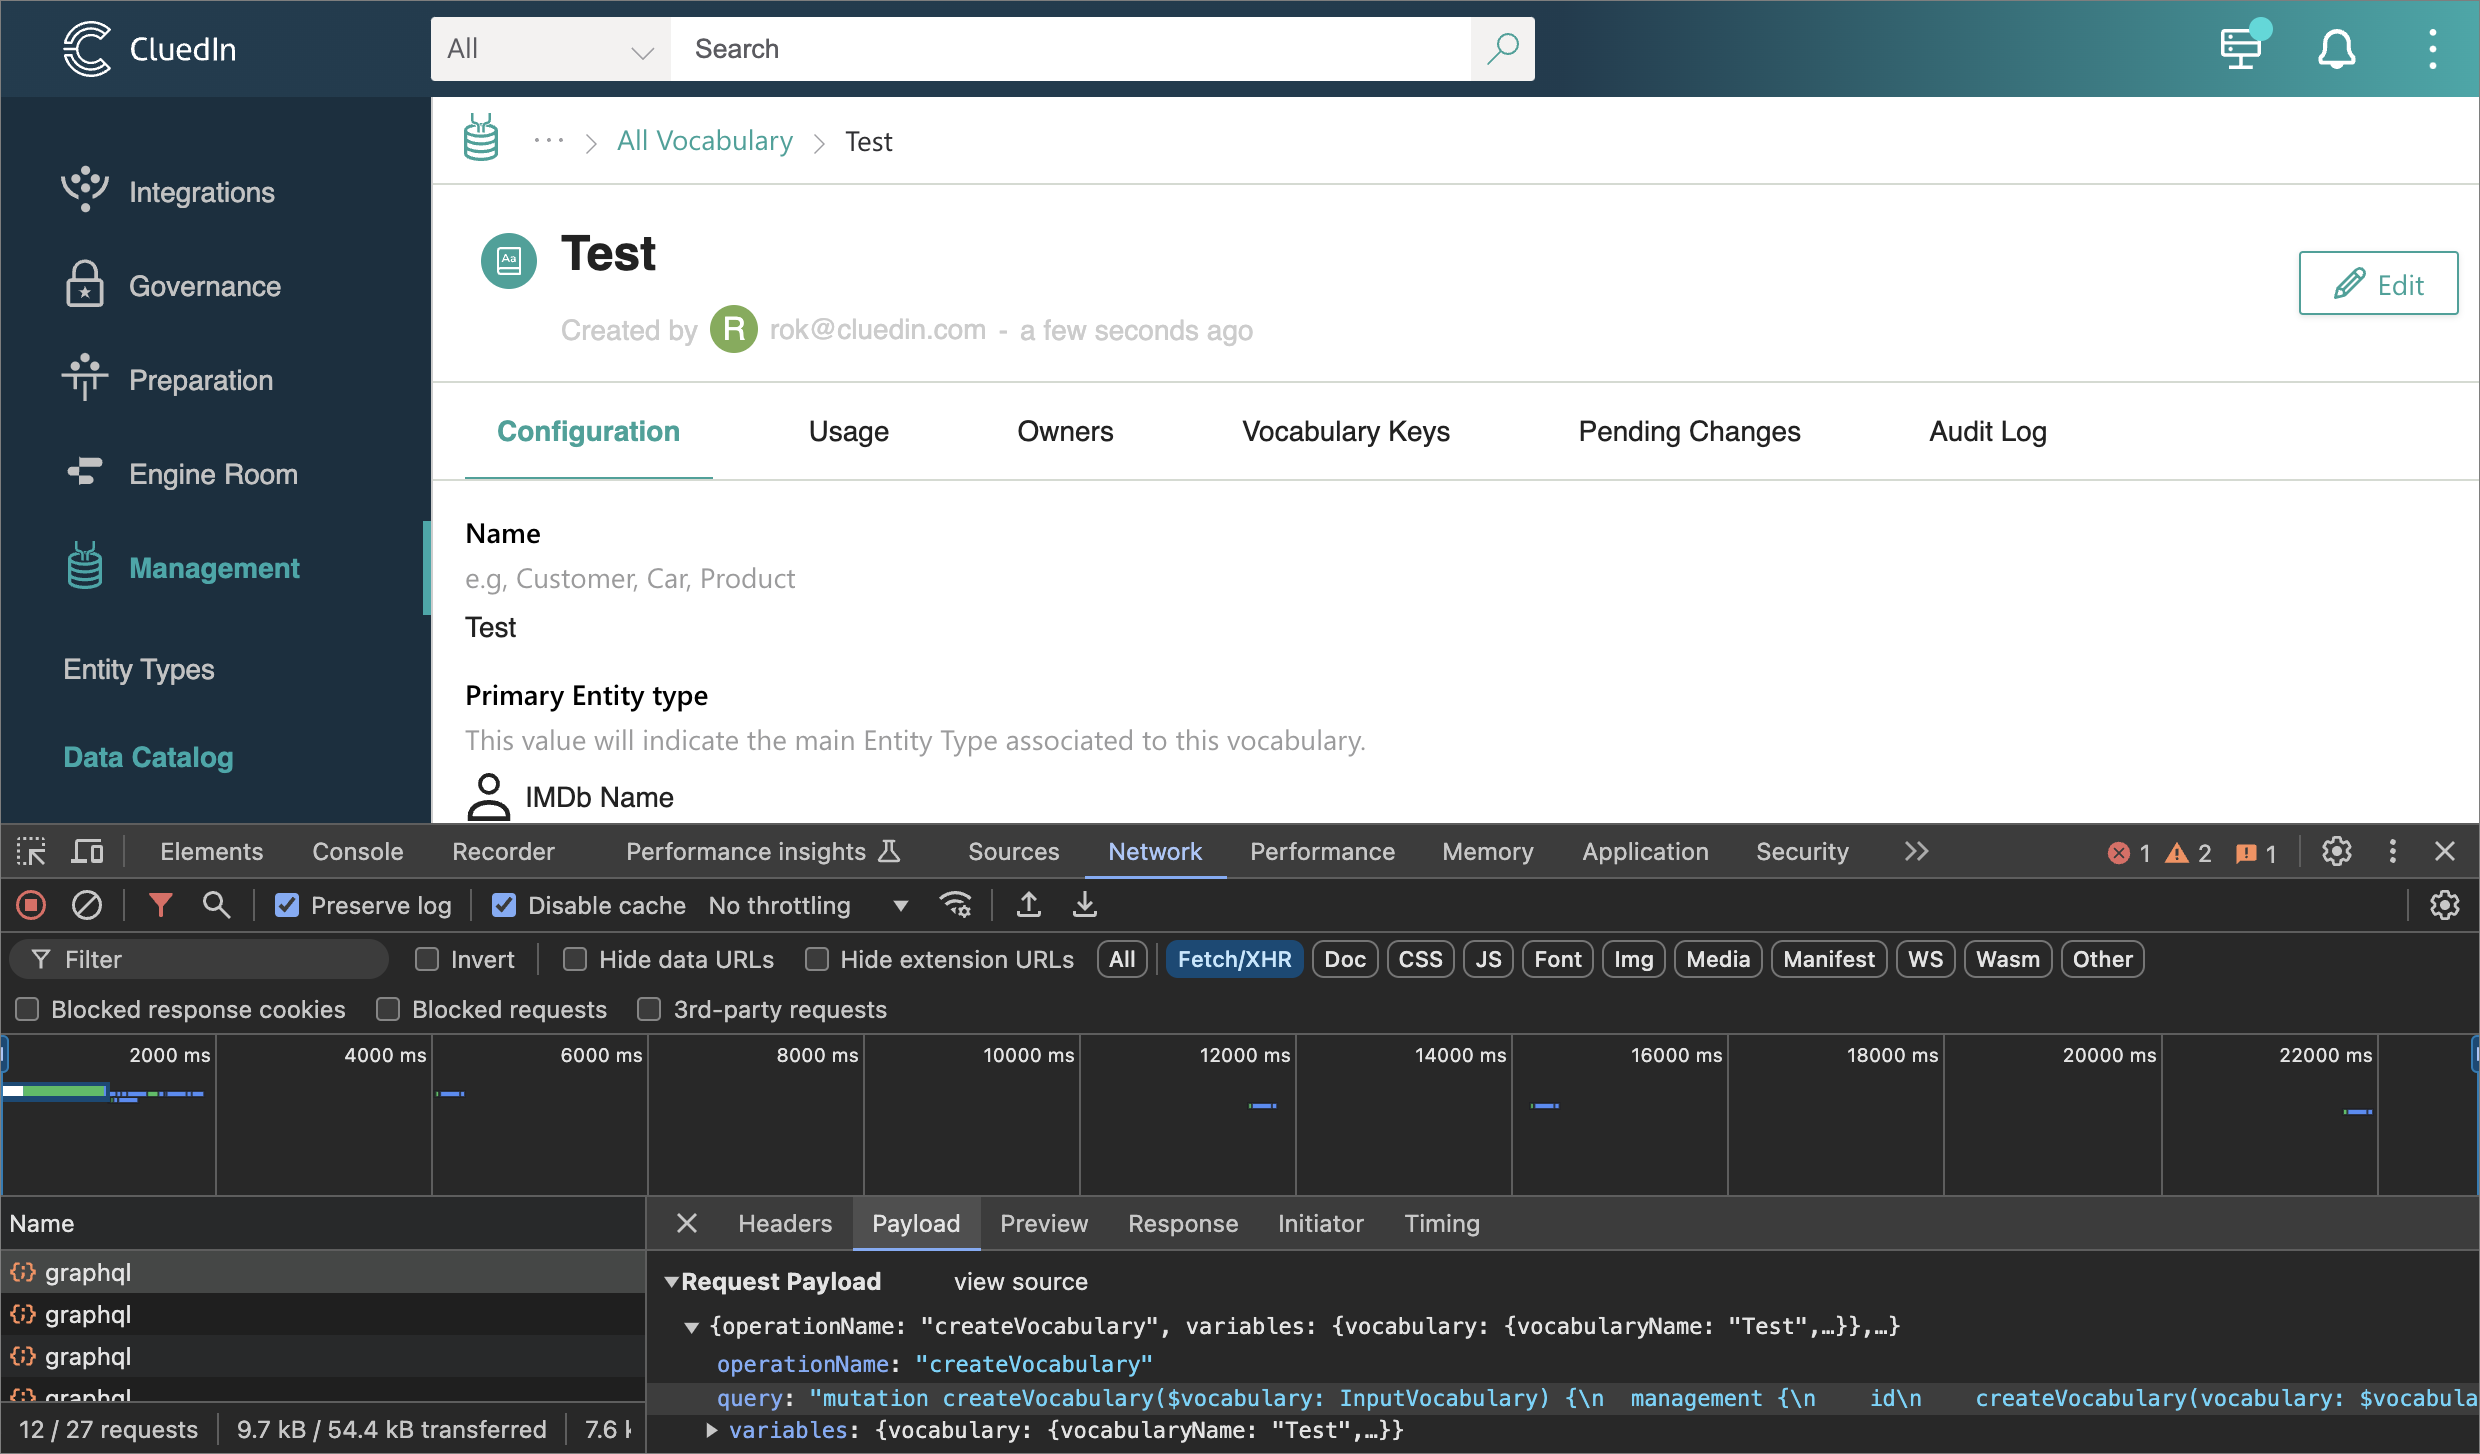 CluedIn
All
Search
Integrations
Governance
Preparation
Engine Room
Management
Entity Types
Data Catalog
··· > All Vocabulary > Test
Aa
Test
Created by R rok@cluedin.com - a few seconds ago
Edit
Configuration Usage Owners Vocabulary Keys Pending Changes Audit Log
Name
e.g, Customer, Car, Product
Test
Primary Entity type
This value will indicate the main Entity Type associated to this vocabulary.
IMDb Name
Elements Console Recorder Performance insights Sources Network Performance Memory Application Security >> 1 2 1
Preserve log Disable cache No throttling
Filter Invert Hide data URLs Hide extension URLs All Fetch/XHR Doc CSS JS Font Img Media Manifest WS Wasm Other
Blocked response cookies Blocked requests 3rd-party requests
2000 ms 4000 ms 6000 ms 8000 ms 10000 ms 12000 ms 14000 ms 16000 ms 18000 ms 20000 ms 22000 ms
Name
graphql
graphql
graphql
graphql
12 / 27 requests 9.7 kB / 54.4 kB transferred 7.6 k
Headers Payload Preview Response Initiator Timing
Request Payload view source
{operationName: "createVocabulary", variables: {vocabulary: {vocabularyName: "Test",…}},…}
operationName: "createVocabulary"
query: "mutation createVocabulary($vocabulary: InputVocabulary) {\n  management {\n    id\n    createVocabulary(vocabulary: $vocabula
variables: {vocabulary: {vocabularyName: "Test",…}}